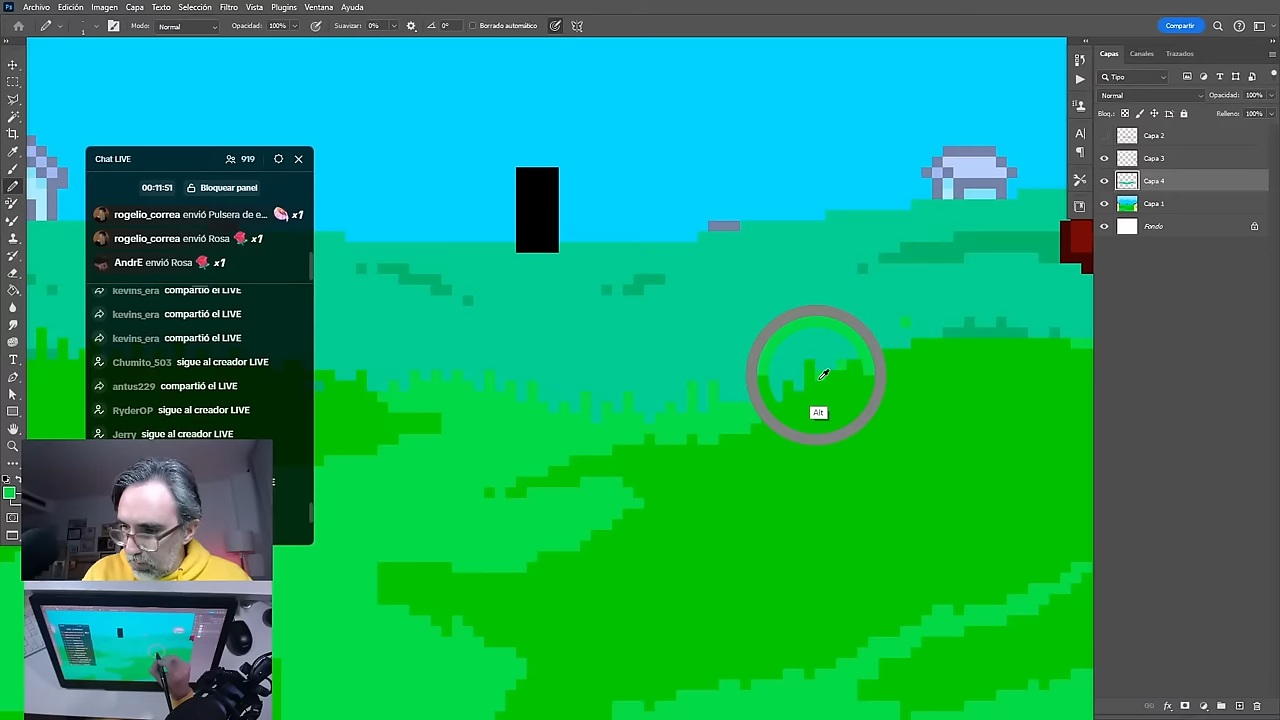 Ps Archivo Edición Imagen Capa Texto Selección Filtro Vista Plugins Ventana Ayuda
1 Modo: Normal Opacidad: 100% Suavizar: 0% 0° Borrado automático Compartir
Capas Canales Trazados
Tipo
Normal Opacidad: 100%
Bloq.: Relleno: 100%
Capa 2
Capa 3
Capa 4
Capa 1
Fondo
Chat LIVE 919
00:11:51 Bloquear panel
rogelio_correa envió Pulsera de e... x1
rogelio_correa envió Rosa x1
AndrE envió Rosa x1
kevins_era compartió el LIVE
kevins_era compartió el LIVE
kevins_era compartió el LIVE
Chumito_503 sigue al creador LIVE
antus229 compartió el LIVE
RyderOP sigue al creador LIVE
Jerry sigue al creador LIVE
Alt